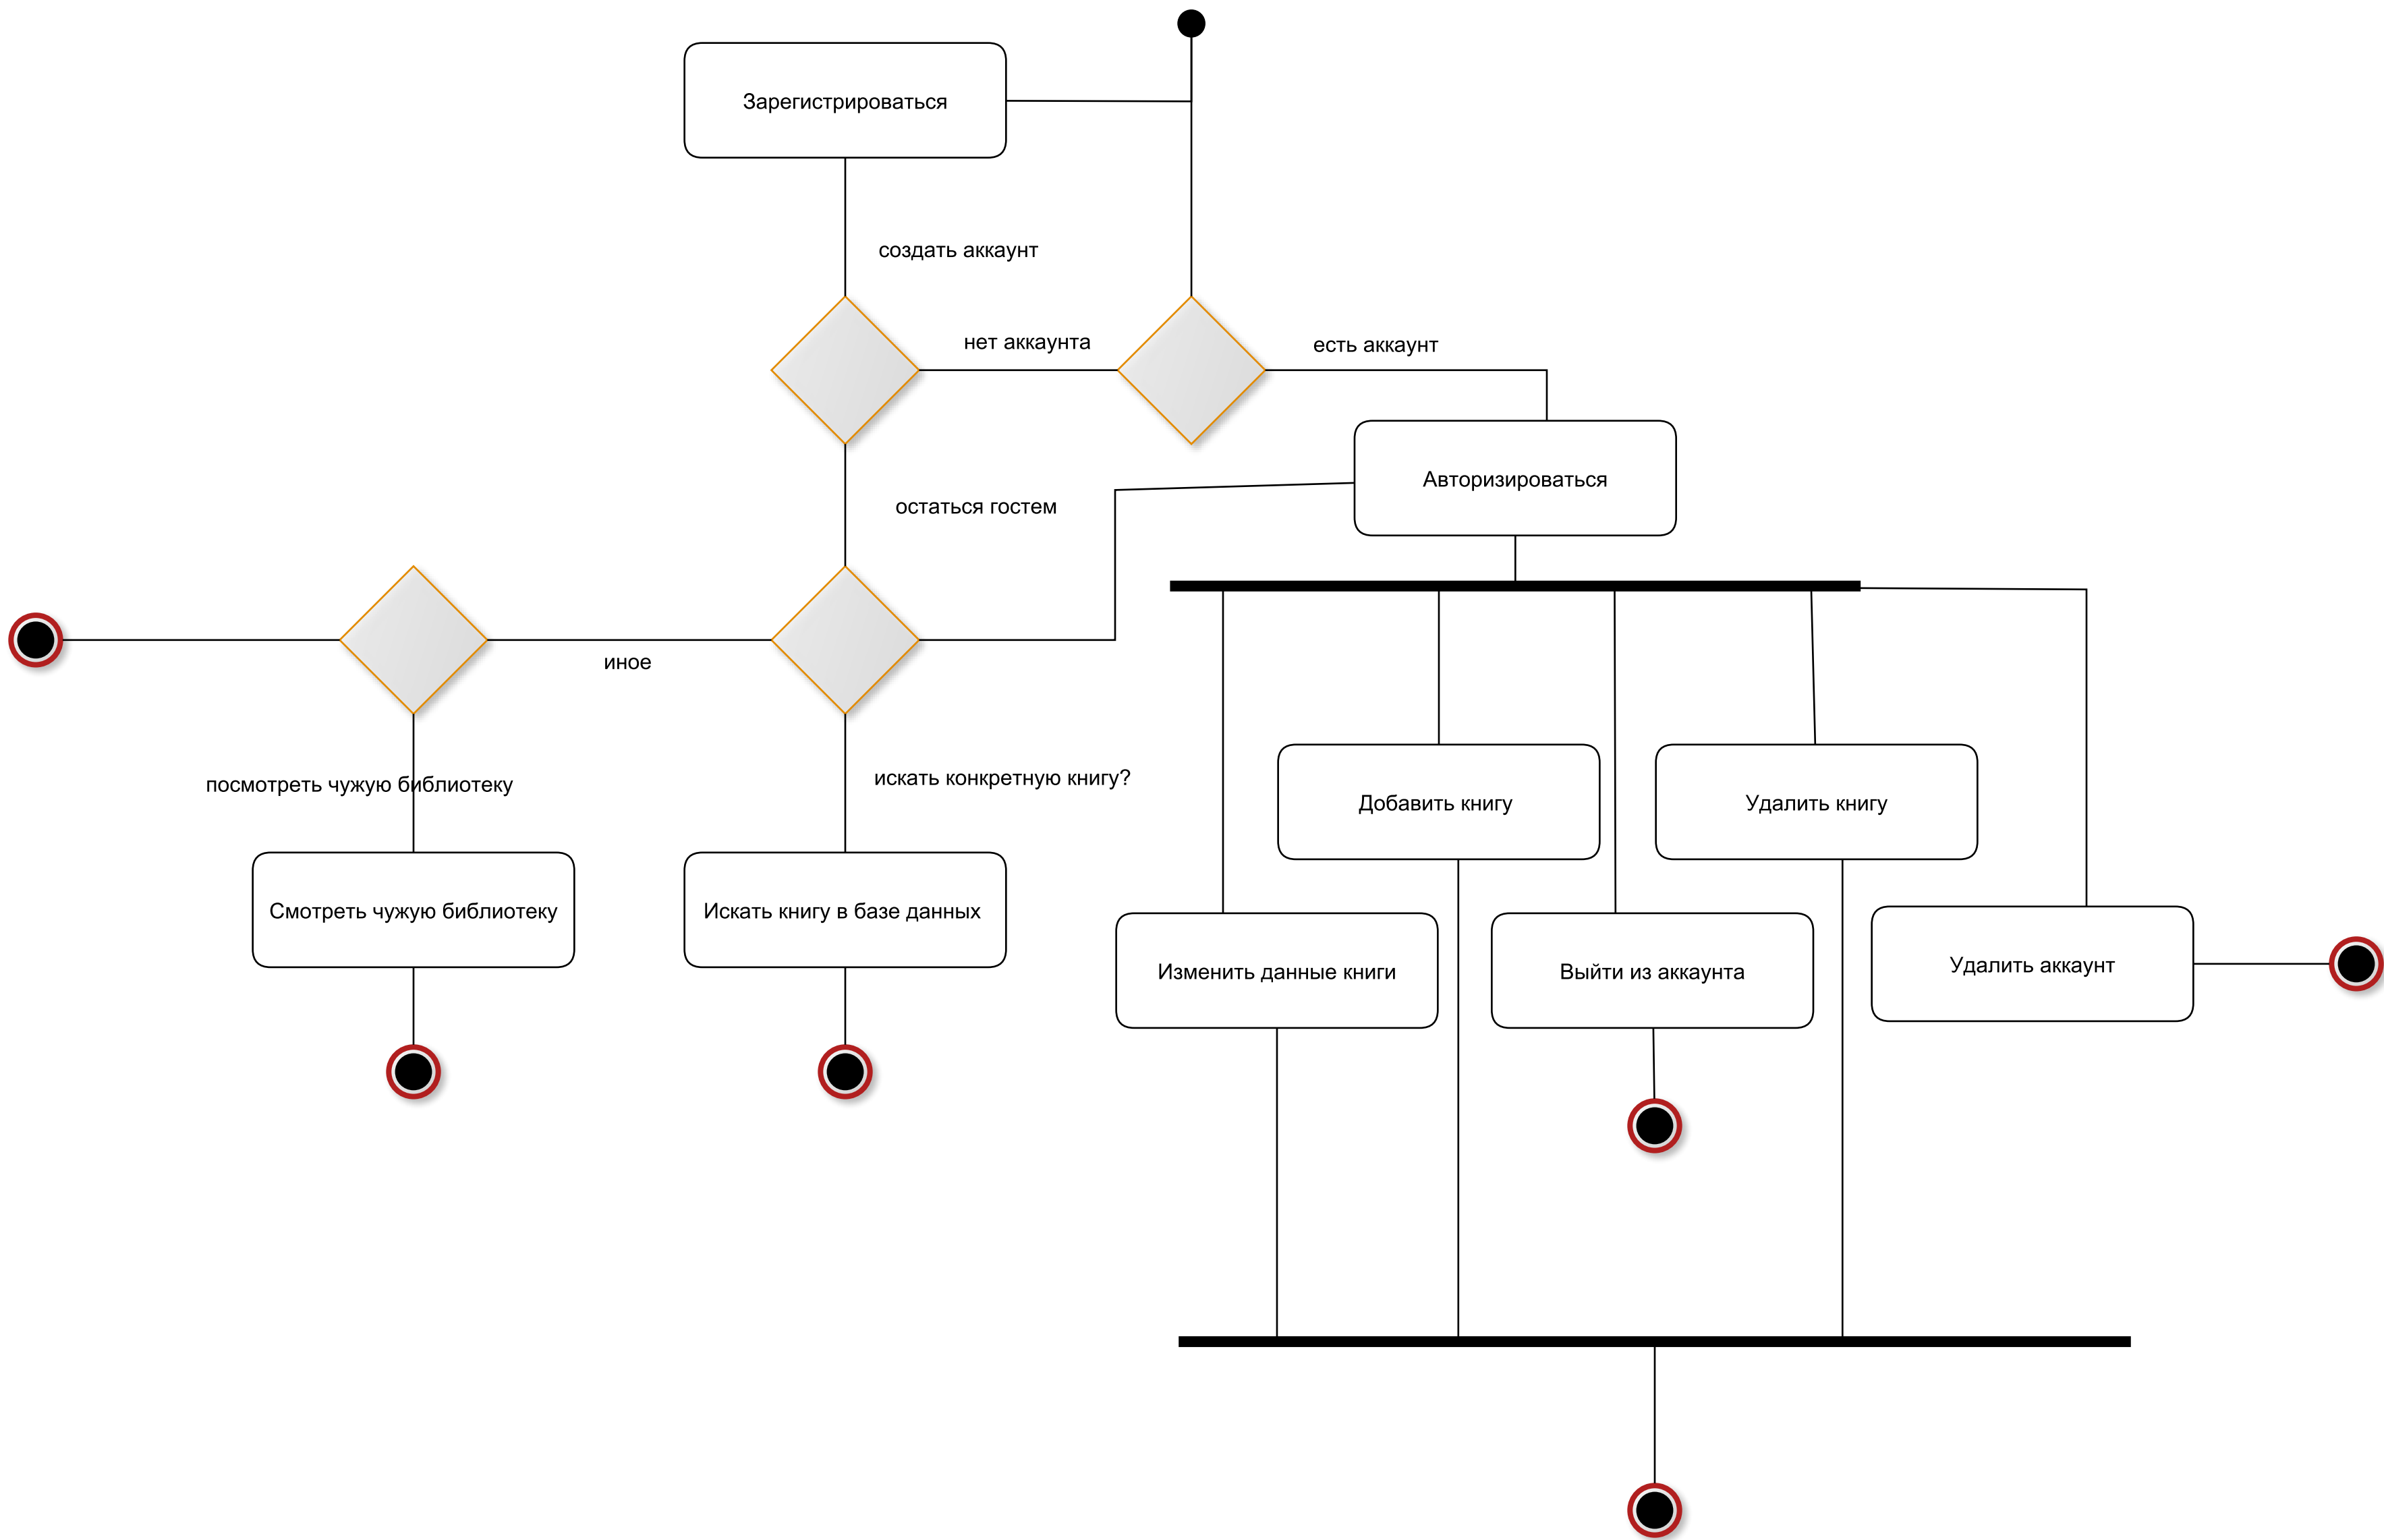 Зарегистрироваться
создать аккаунт
нет аккаунта
есть аккаунт
Авторизироваться
остаться гостем
иное
посмотреть чужую библиотеку
искать конкретную книгу?
Добавить книгу
Удалить книгу
Смотреть чужую библиотеку
Искать книгу в базе данных
Изменить данные книги
Выйти из аккаунта
Удалить аккаунт